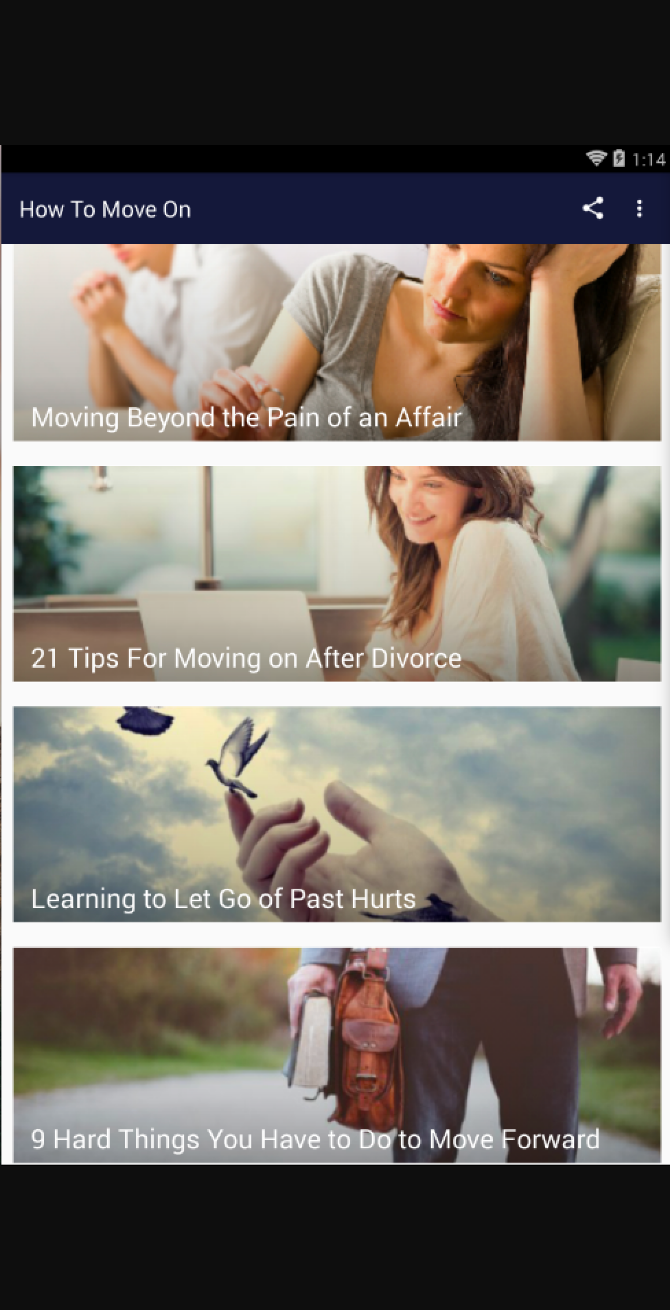 1:14
How To Move On
Moving Beyond the Pain of an Affair
21 Tips For Moving on After Divorce
Learning to Let Go of Past Hurts
9 Hard Things You Have to Do to Move Forward